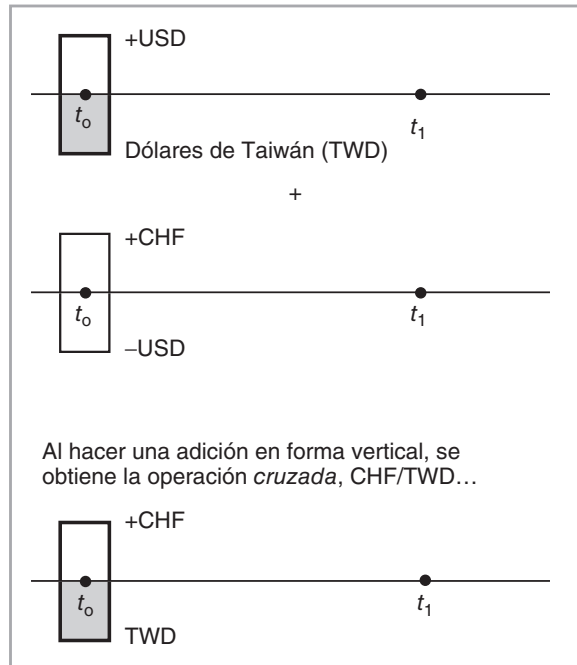 +USD
t₀ t₁
Dólares de Taiwán (TWD)
+
+CHF
t₀ t₁
–USD
Al hacer una adición en forma vertical, se
obtiene la operación cruzada, CHF/TWD…
+CHF
t₀ t₁
TWD